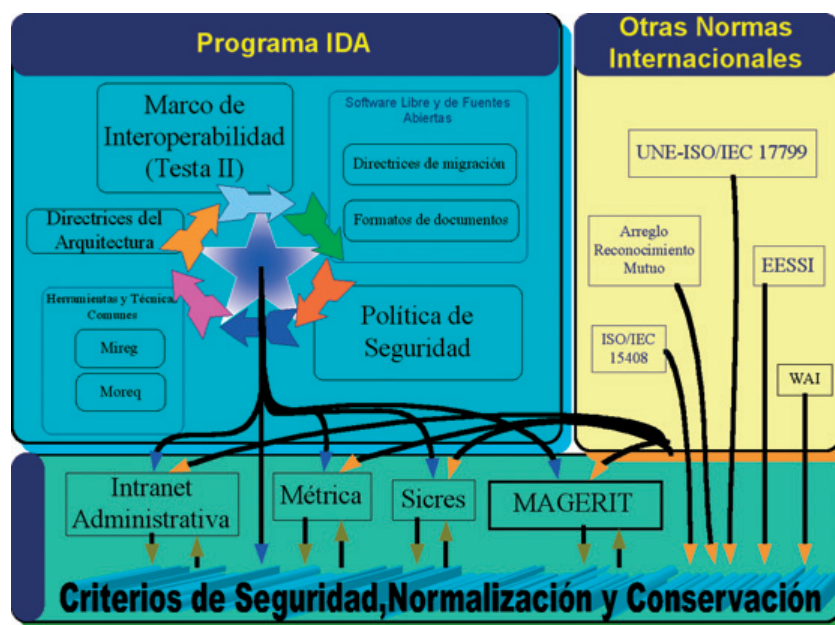 Programa IDA
Marco de
Interoperabilidad
(Testa II)
Software Libre y de Fuentes
Abiertas
Directrices de migración
Formatos de documentos
Directrices del
Arquitectura
Herramientas y Técnicas
Comunes
Mireg
Moreq
Política de
Seguridad
Otras Normas
Internacionales
UNE-ISO/IEC 17799
Arreglo
Reconocimiento
Mutuo
EESSI
ISO/IEC
15408
WAI
Intranet
Administrativa
Métrica
Sicres
MAGERIT
Criterios de Seguridad,Normalización y Conservación